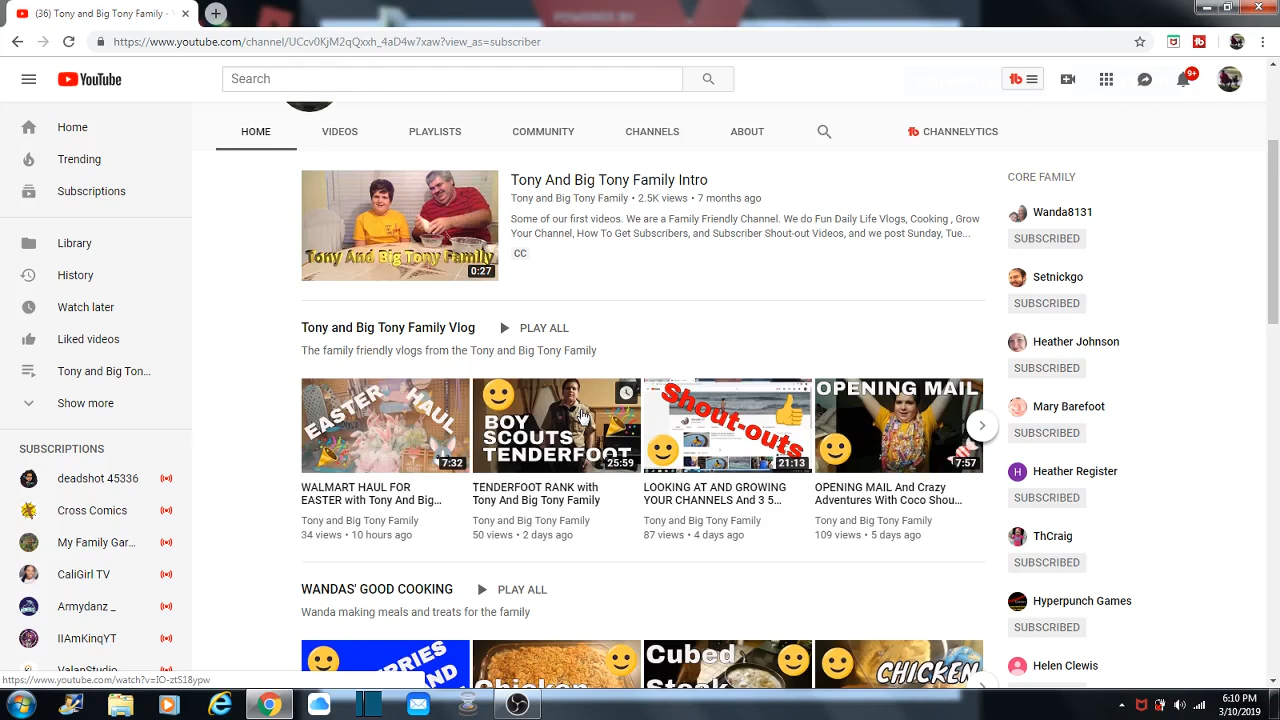 (36) Tony and Big Tony Family -
https://www.youtube.com/channel/UCcv0KjM2qQxxh_4aD4w7xaw?view_as=subscriber
YouTube
Search
9+
HOME
VIDEOS
PLAYLISTS
COMMUNITY
CHANNELS
ABOUT
CHANNELYTICS
Home
Trending
Subscriptions
Library
History
Watch later
Liked videos
Tony and Big Ton...
Show more
SUBSCRIPTIONS
deadshot 45336
Cross Comics
My Family Gar...
CaliGirl TV
Armydanz _
IIAmKinqYT
ValanStudio
Tony And Big Tony Family
0:27
Tony And Big Tony Family Intro
Tony and Big Tony Family • 2.5K views • 7 months ago
Some of our first videos. We are a Family Friendly Channel. We do Fun Daily Life Vlogs, Cooking , Grow
Your Channel, How To Get Subscribers, and Subscriber Shout-out Videos, and we post Sunday, Tue...
CC
Tony and Big Tony Family Vlog
PLAY ALL
The family friendly vlogs from the Tony and Big Tony Family
EASTER HAUL
7:32
WALMART HAUL FOR
EASTER with Tony And Big...
Tony and Big Tony Family
34 views • 10 hours ago
BOY
SCOUTS
TENDERFOOT
25:59
TENDERFOOT RANK with
Tony And Big Tony Family
Tony and Big Tony Family
50 views • 2 days ago
Shout-outs
21:13
LOOKING AT AND GROWING
YOUR CHANNELS And 3 5...
Tony and Big Tony Family
87 views • 4 days ago
OPENING MAIL
7:57
OPENING MAIL And Crazy
Adventures With Coco Shou...
Tony and Big Tony Family
109 views • 5 days ago
WANDAS' GOOD COOKING
PLAY ALL
Wanda making meals and treats for the family
Chicken
Cubed
Steak
CHICKEN
CORE FAMILY
Wanda8131
SUBSCRIBED
Setnickgo
SUBSCRIBED
Heather Johnson
SUBSCRIBED
Mary Barefoot
SUBSCRIBED
H
Heather Register
SUBSCRIBED
ThCraig
SUBSCRIBED
Hyperpunch Games
SUBSCRIBED
Helen Clewis
SUBSCRIBED
https://www.youtube.com/watch?v=IO-ztS18ypw
6:10 PM
3/10/2019